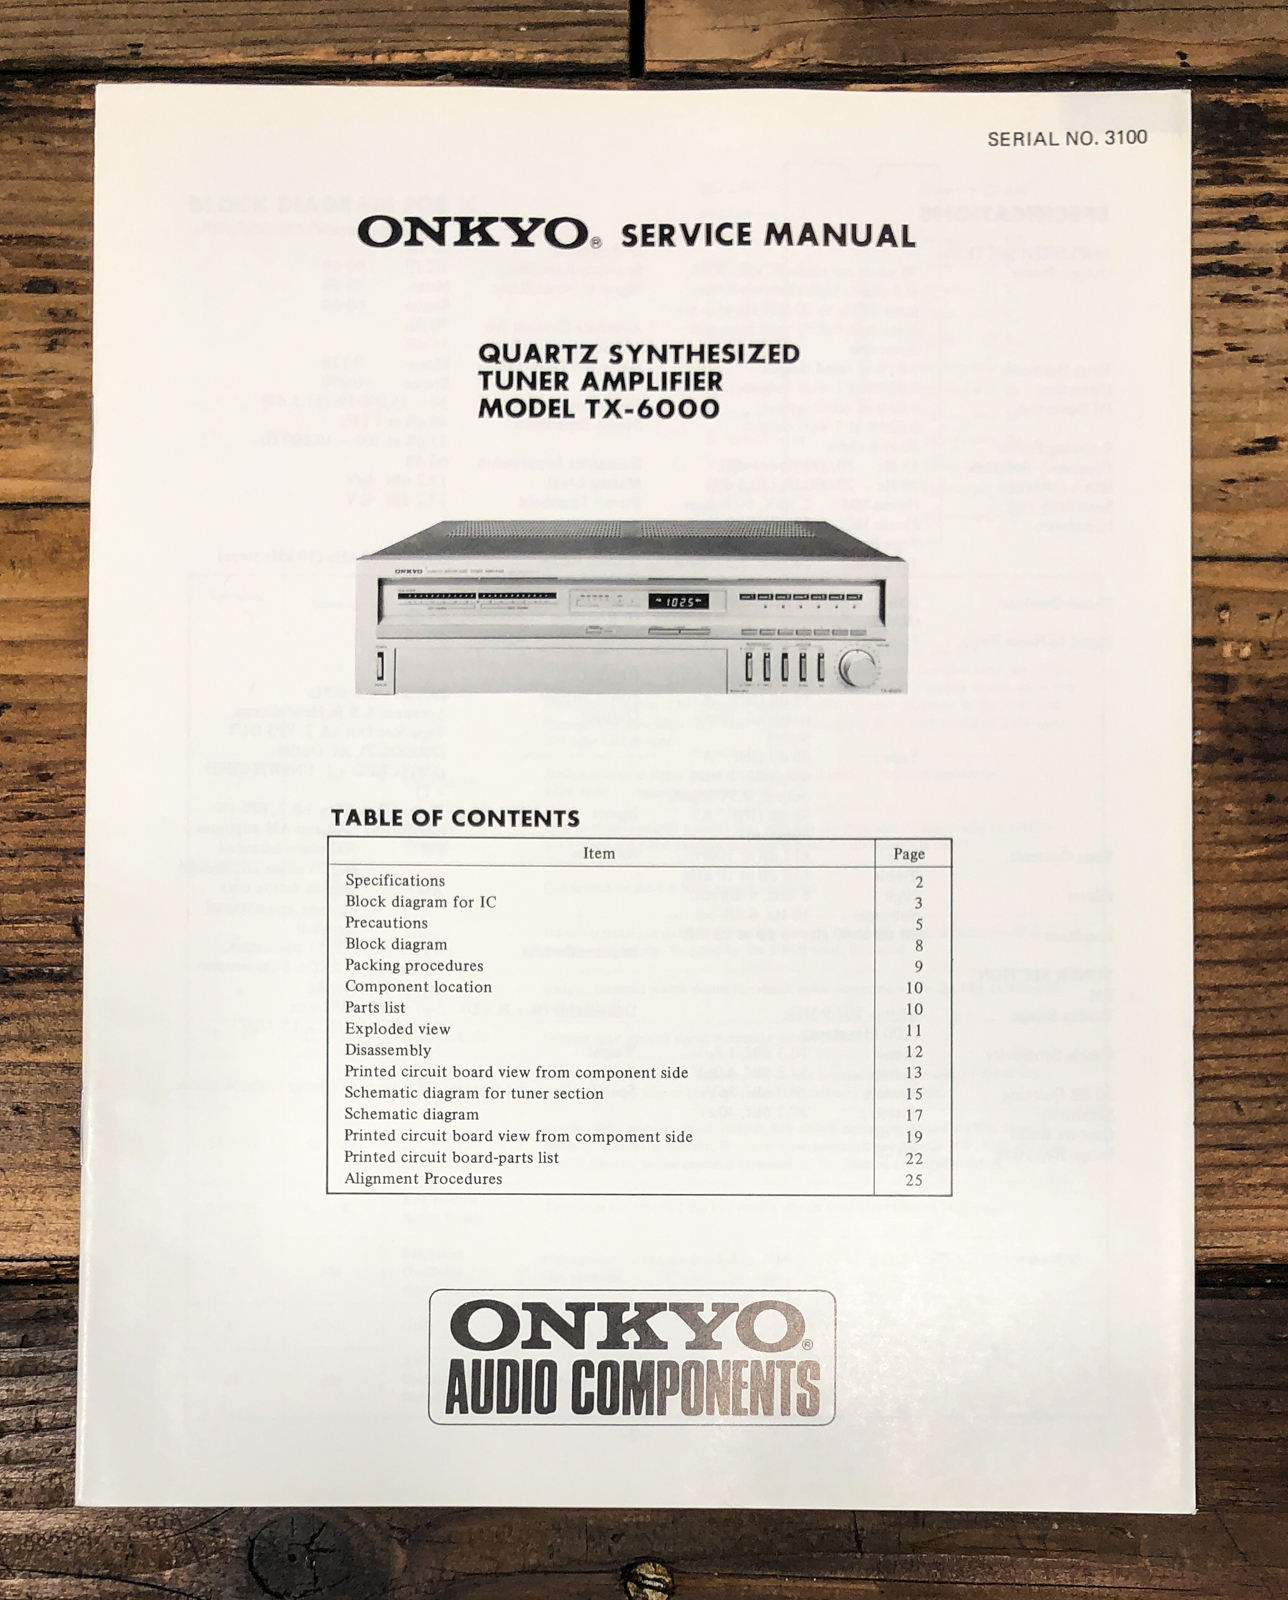 SERIAL NO. 3100
ONKYO® SERVICE MANUAL
QUARTZ SYNTHESIZED
TUNER AMPLIFIER
MODEL TX-6000
ONKYO
102.5
TABLE OF CONTENTS
Item Page
Specifications 2
Block diagram for IC 3
Precautions 5
Block diagram 8
Packing procedures 9
Component location 10
Parts list 10
Exploded view 11
Disassembly 12
Printed circuit board view from component side 13
Schematic diagram for tuner section 15
Schematic diagram 17
Printed circuit board view from compoment side 19
Printed circuit board-parts list 22
Alignment Procedures 25
ONKYO®
AUDIO COMPONENTS